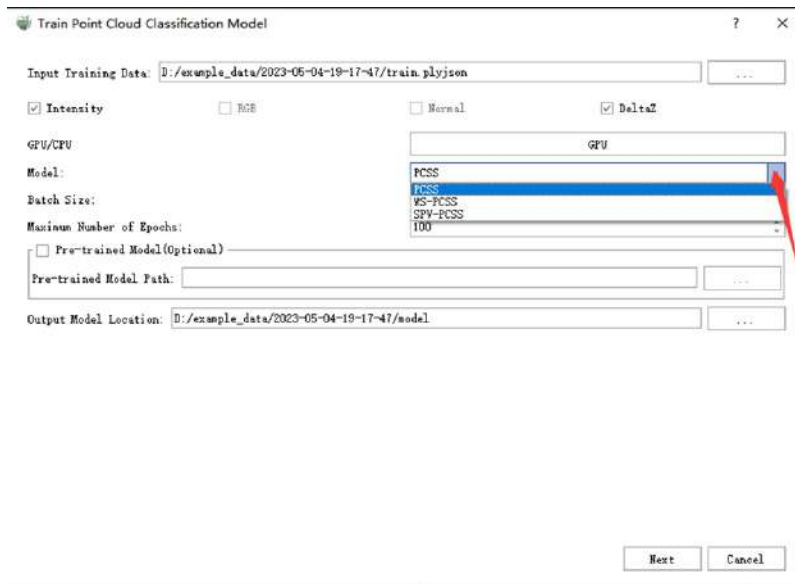 Train Point Cloud Classification Model ? ×
Input Training Data: D:/example_data/2023-05-04-19-17-47/train.plyjson ...
Intensity RGB Normal DeltaZ
GPU/CPU GPU
Model: PCSS
PCSS
Batch Size: WS-PCSS
SPV-PCSS
Maximum Number of Epochs: 100
Pre-trained Model(Optional)
Pre-trained Model Path: ...
Output Model Location: D:/example_data/2023-05-04-19-17-47/model ...
Next Cancel